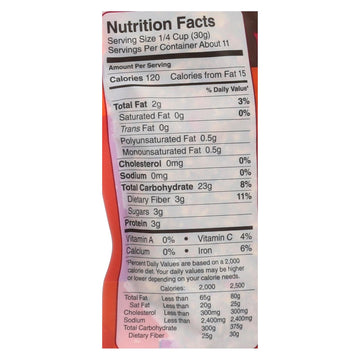 Nutrition Facts
Serving Size 1/4 Cup (30g)
Servings Per Container About 11
Amount Per Serving
Calories 120 Calories from Fat 15
% Daily Value*
Total Fat 2g 3%
Saturated Fat 0g 0%
Trans Fat 0g
Polyunsaturated Fat 0.5g
Monounsaturated Fat 0.5g
Cholesterol 0mg 0%
Sodium 0mg 0%
Total Carbohydrate 23g 8%
Dietary Fiber 3g 11%
Sugars 3g
Protein 3g
Vitamin A 0% • Vitamin C 4%
Calcium 0% • Iron 6%
*Percent Daily Values are based on a 2,000
calorie diet. Your daily values may be higher
or lower depending on your calorie needs.
Calories: 2,000 2,500
Total Fat Less than 65g 80g
Sat Fat Less than 20g 25g
Cholesterol Less than 300mg 300mg
Sodium Less than 2,400mg 2,400mg
Total Carbohydrate 300g 375g
Dietary Fiber 25g 30g